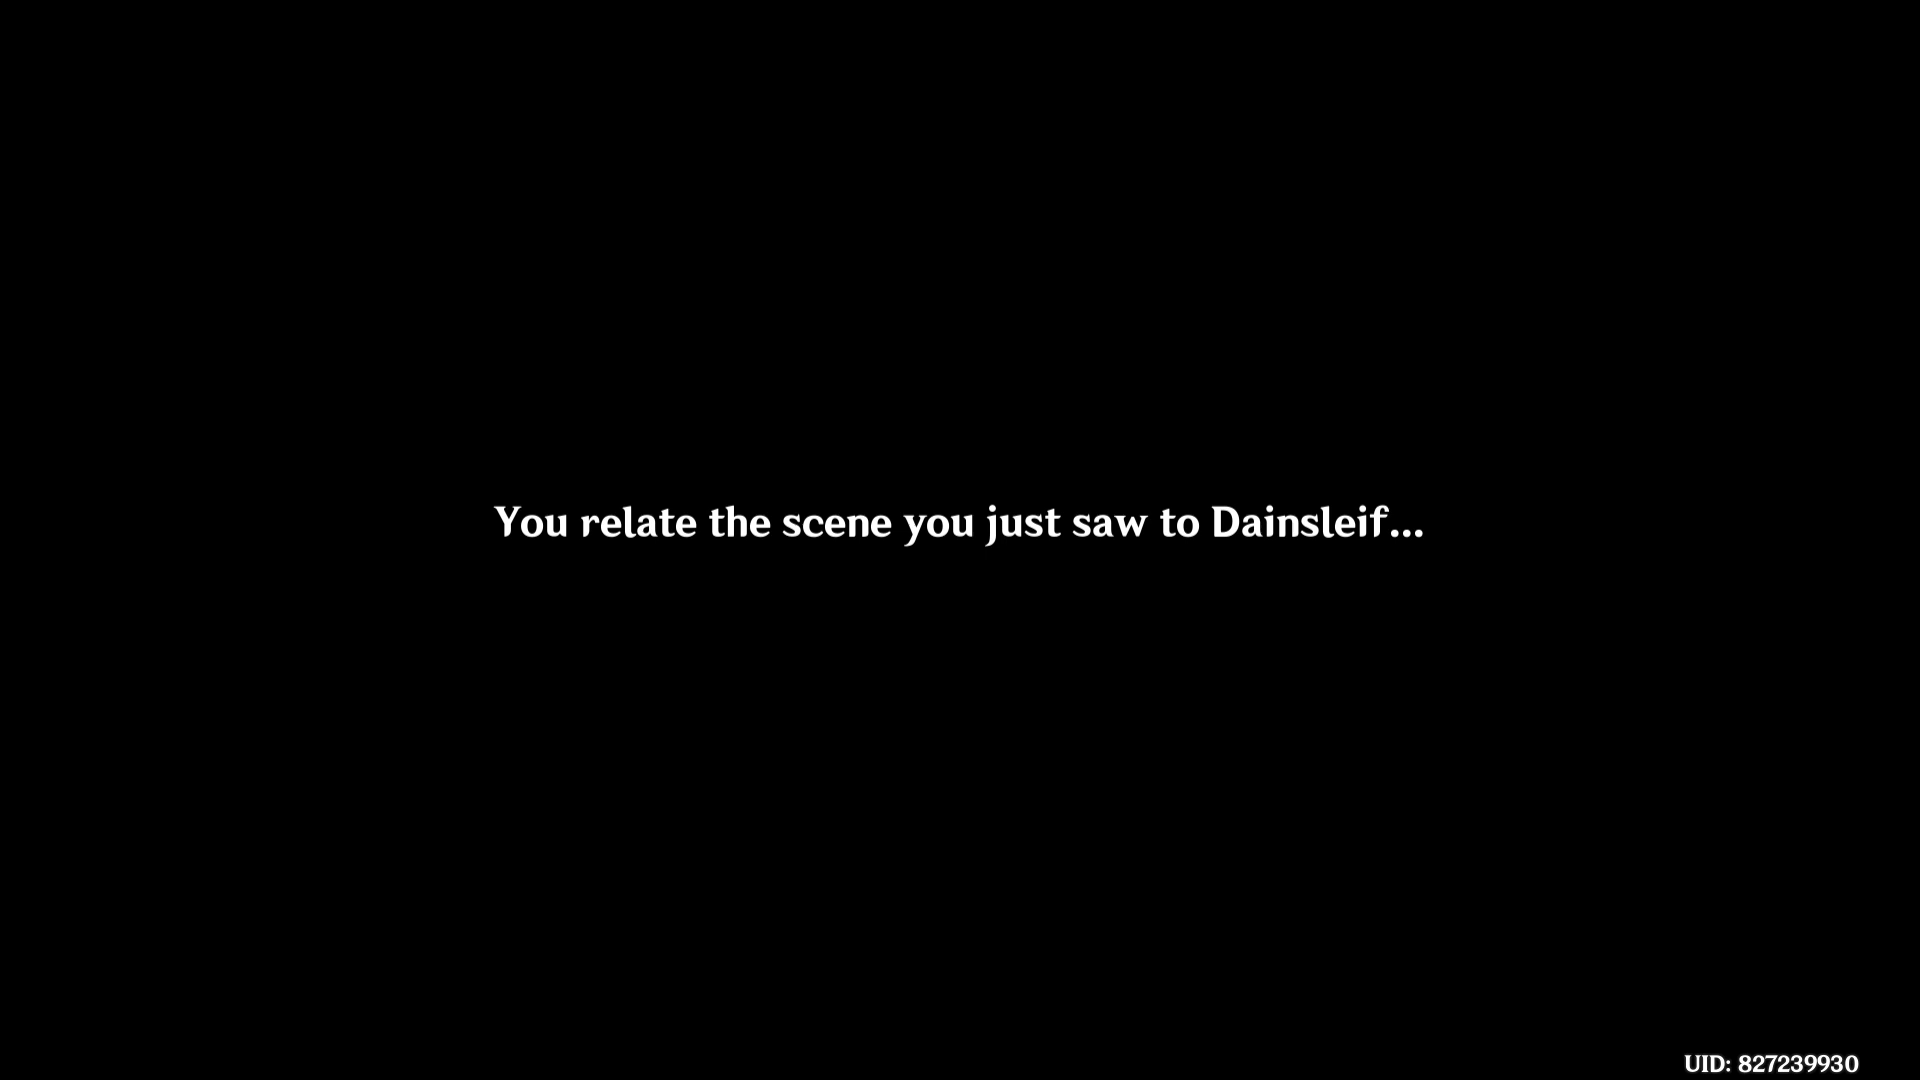 You relate the scene you just saw to Dainsleif...
UID: 827239930